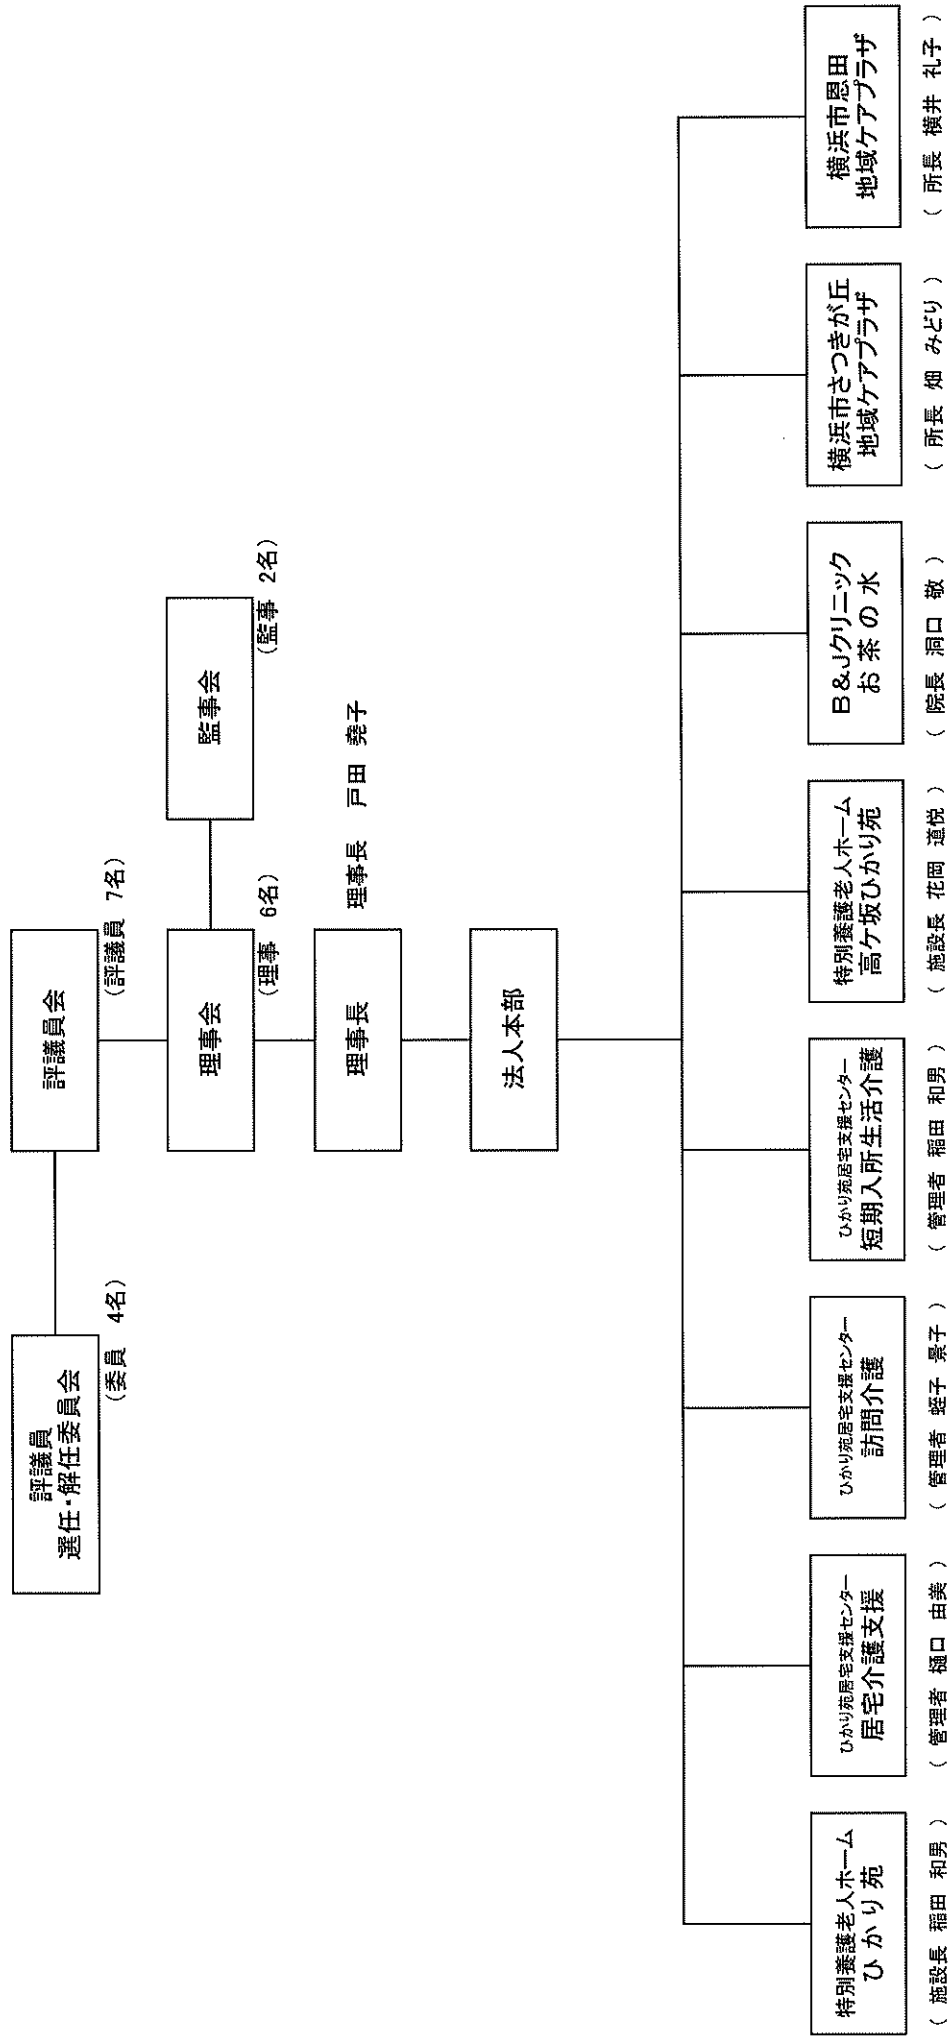 評議員
選任・解任委員会
(委員 4名)
評議員会
(評議員 7名)
理事会
(理事 6名)
監事会
(監事 2名)
理事長
理事長 戸田 堯子
法人本部
特別養護老人ホーム
ひかり苑
( 施設長 稲田 和男 )
ひかり苑居宅支援センター
居宅介護支援
( 管理者 樋口 由美 )
ひかり苑居宅支援センター
訪問介護
( 管理者 蛭子 景子 )
ひかり苑居宅支援センター
短期入所生活介護
( 管理者 稲田 和男 )
特別養護老人ホーム
高ケ坂ひかり苑
( 施設長 花岡 道悦 )
B&Jクリニック
お茶の水
( 院長 洞口 敬 )
横浜市さつきが丘
地域ケアプラザ
( 所長 畑 みどり )
横浜市恩田
地域ケアプラザ
( 所長 横井 礼子 )